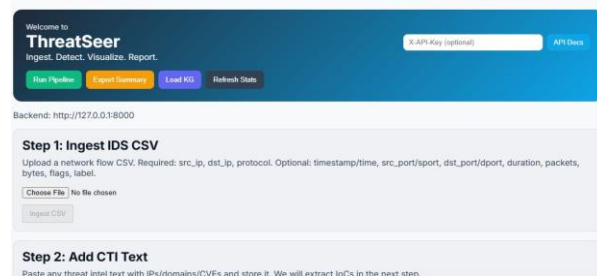 Welcome to
ThreatSeer
Ingest. Detect. Visualize. Report.
X-API-Key (optional)
API Docs
Run Pipeline
Export Summary
Load KG
Refresh Stats
Backend: http://127.0.0.1:8000
Step 1: Ingest IDS CSV
Upload a network flow CSV. Required: src_ip, dst_ip, protocol. Optional: timestamp/time, src_port/sport, dst_port/dport, duration, packets,
bytes, flags, label.
Choose File No file chosen
Ingest CSV
Step 2: Add CTI Text
Paste any threat intel text with IPs/domains/CVEs and store it. We will extract IoCs in the next step.